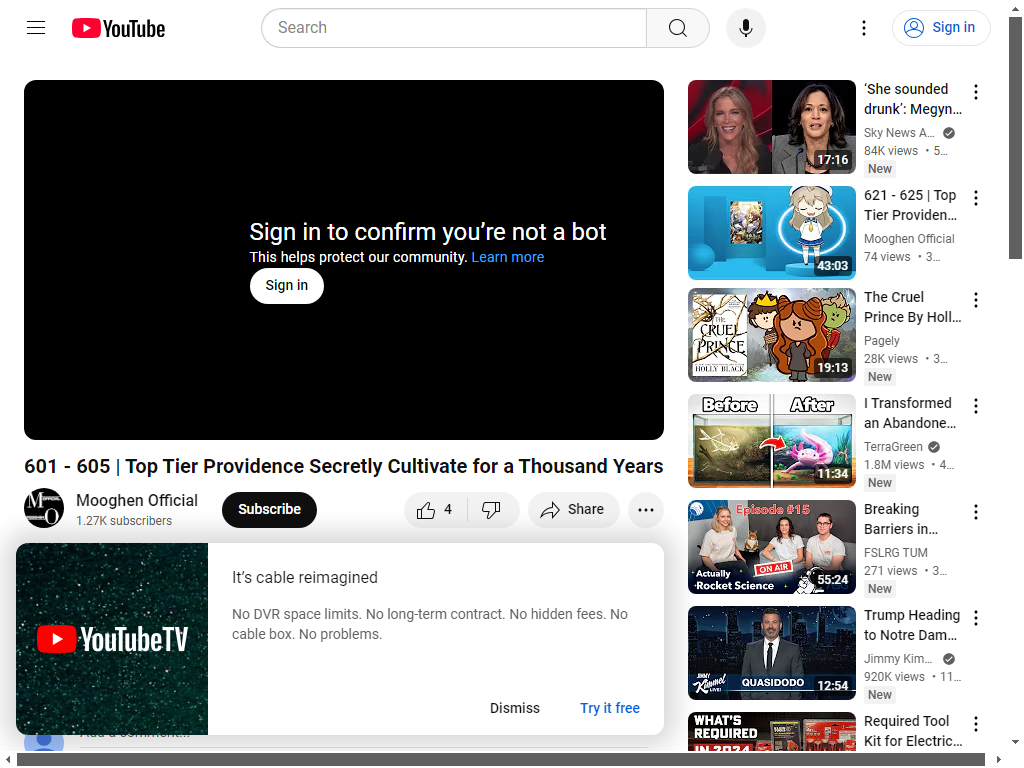 YouTube
Search
Sign in
Sign in to confirm you're not a bot
This helps protect our community. Learn more
Sign in
601 - 605 | Top Tier Providence Secretly Cultivate for a Thousand Years
Mooghen Official
1.27K subscribers
Subscribe
4
Share
YouTubeTV
It's cable reimagined
No DVR space limits. No long-term contract. No hidden fees. No
cable box. No problems.
Dismiss
Try it free
Add a comment...
17:16
'She sounded
drunk': Megyn...
Sky News A...
84K views • 5...
New
43:03
621 - 625 | Top
Tier Providen...
Mooghen Official
74 views • 3...
THE
CRUEL
PRINCE
HOLLY BLACK
19:13
The Cruel
Prince By Holl...
Pagely
28K views • 3...
New
Before
After
11:34
I Transformed
an Abandone...
TerraGreen
1.8M views • 4...
New
Episode #15
ON AIR
Actually
Rocket Science
55:24
Breaking
Barriers in...
FSLRG TUM
271 views • 3...
New
JIMMY
Kimmel
LIVE!
QUASIDODO
12:54
Trump Heading
to Notre Dam...
Jimmy Kim...
920K views • 11...
New
WHAT'S
REQUIRED
IN 2024
Required Tool
Kit for Electric...